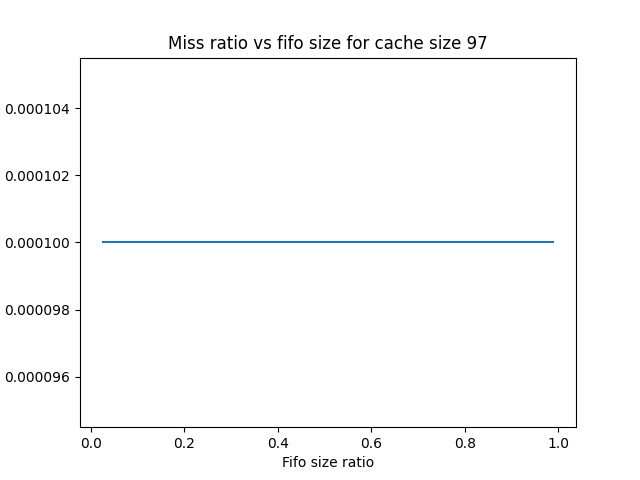 Miss ratio vs fifo size for cache size 97
0.000104
0.000102
0.000100
0.000098
0.000096
0.0 0.2 0.4 0.6 0.8 1.0
Fifo size ratio